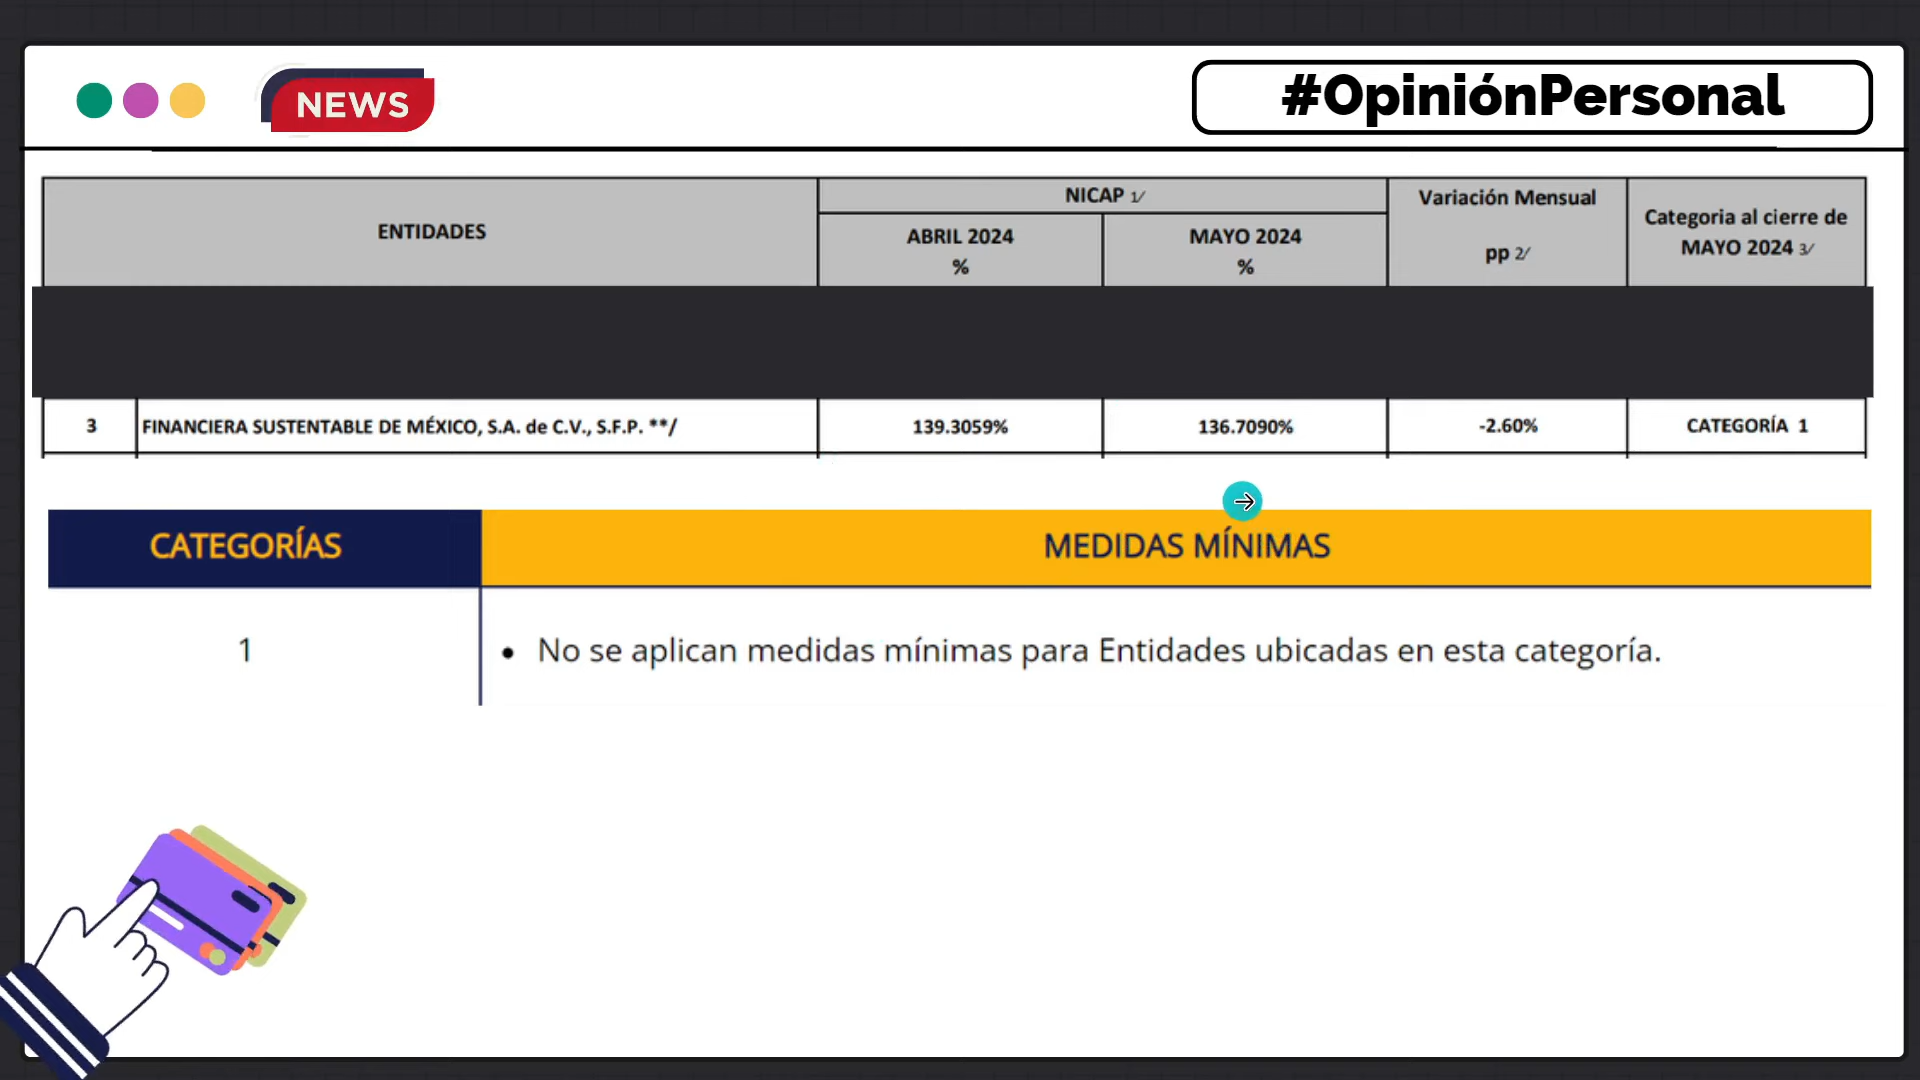 NEWS
#OpiniónPersonal
ENTIDADES
NICAP 1/
ABRIL 2024
%
MAYO 2024
%
Variación Mensual
pp 2/
Categoria al cierre de
MAYO 2024 3/
3 FINANCIERA SUSTENTABLE DE MÉXICO, S.A. de C.V., S.F.P. **/ 139.3059% 136.7090% -2.60% CATEGORÍA 1
CATEGORÍAS MEDIDAS MÍNIMAS
1 • No se aplican medidas mínimas para Entidades ubicadas en esta categoría.